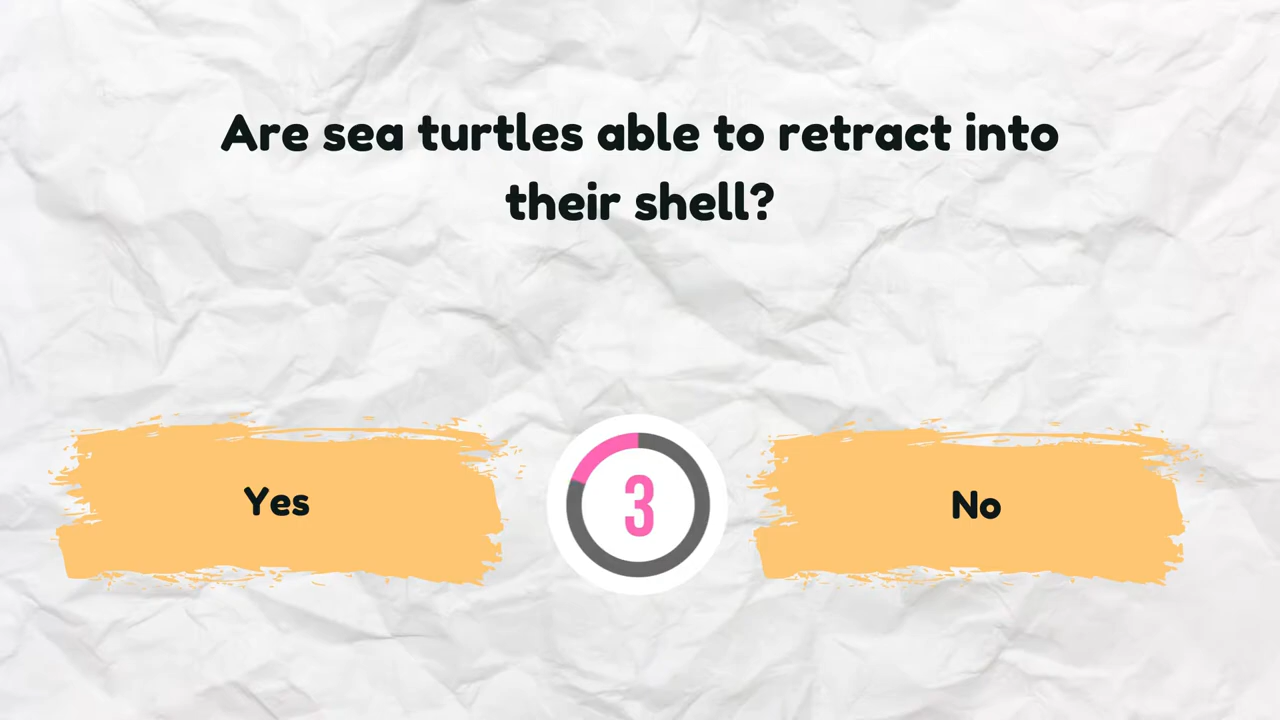 Are sea turtles able to retract into
their shell?
Yes
3
No